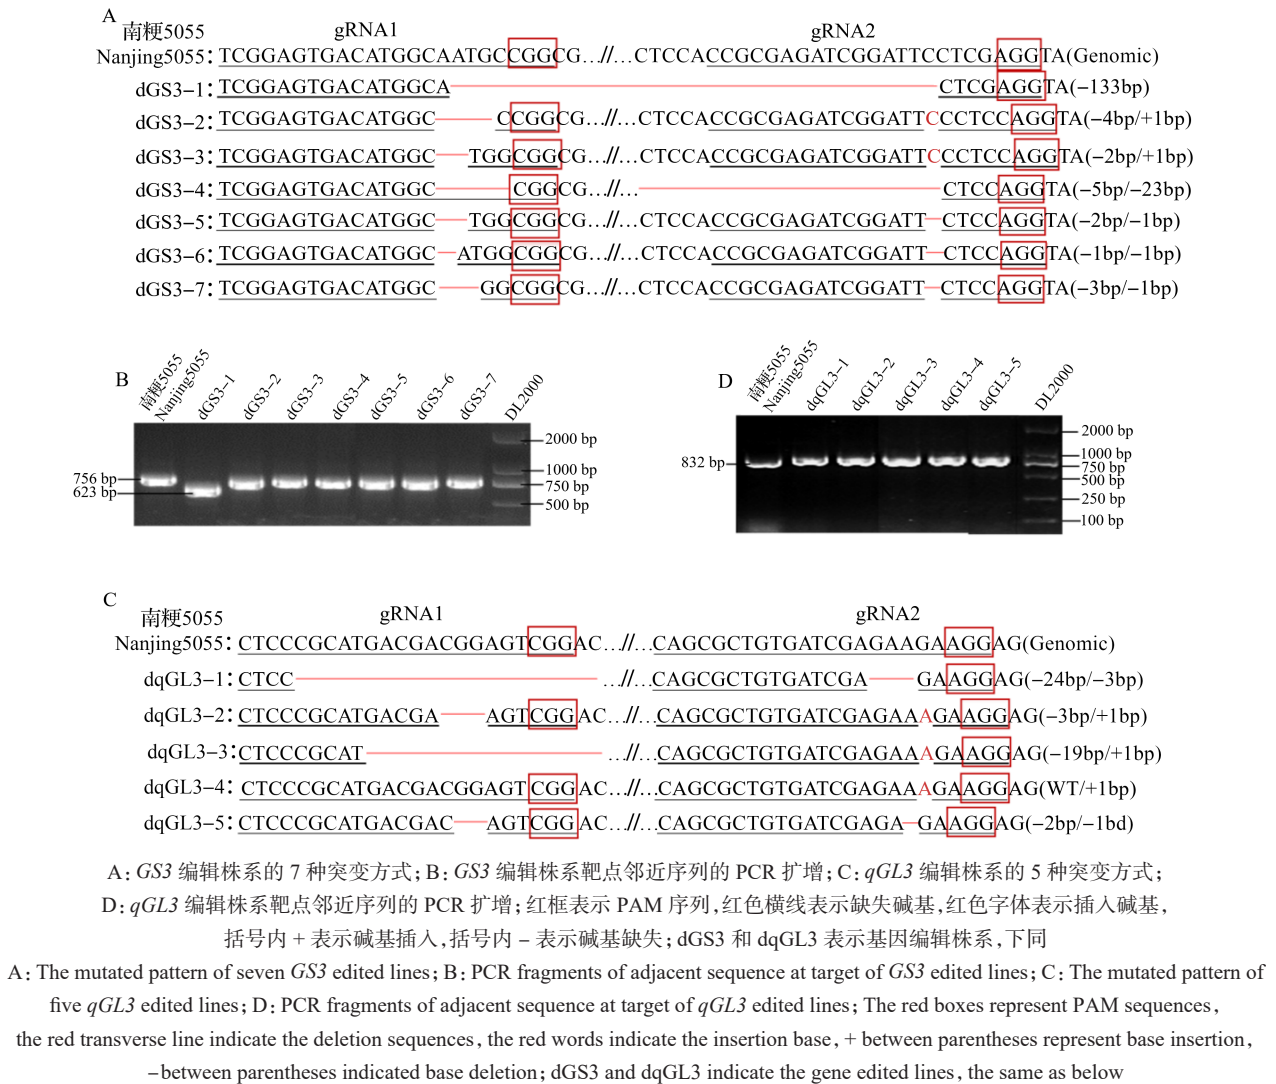 A
南粳5055 gRNA1 gRNA2
Nanjing5055: TCGGAGTGACATGGCAATGCCGGCG...//...CTCCACCGCGAGATCGGATTCCTCGAGGTA(Genomic)
dGS3-1: TCGGAGTGACATGGCA CTCGAGGTA(-133bp)
dGS3-2: TCGGAGTGACATGGC CCGGCG...//...CTCCACCGCGAGATCGGATTCCCTCCAGGTA(-4bp/+1bp)
dGS3-3: TCGGAGTGACATGGC TGGCGGCG...//...CTCCACCGCGAGATCGGATTCCCTCCAGGTA(-2bp/+1bp)
dGS3-4: TCGGAGTGACATGGC CGGCG...//... CTCCAGGTA(-5bp/-23bp)
dGS3-5: TCGGAGTGACATGGC TGGCGGCG...//...CTCCACCGCGAGATCGGATT CTCCAGGTA(-2bp/-1bp)
dGS3-6: TCGGAGTGACATGGC ATGGCGGCG...//...CTCCACCGCGAGATCGGATT CTCCAGGTA(-1bp/-1bp)
dGS3-7: TCGGAGTGACATGGC GGCGGCG...//...CTCCACCGCGAGATCGGATT CTCCAGGTA(-3bp/-1bp)
B
南粳5055
Nanjing5055
dGS3-1
dGS3-2
dGS3-3
dGS3-4
dGS3-5
dGS3-6
dGS3-7
DL2000
756 bp
623 bp
2000 bp
1000 bp
750 bp
500 bp
D
南粳5055
Nanjing5055
dqGL3-1
dqGL3-2
dqGL3-3
dqGL3-4
dqGL3-5
DL2000
832 bp
2000 bp
1000 bp
750 bp
500 bp
250 bp
100 bp
C
南粳5055 gRNA1 gRNA2
Nanjing5055: CTCCCGCATGACGACGGAGTCGGAC...//...CAGCGCTGTGATCGAGAAGAAGGAG(Genomic)
dqGL3-1: CTCC ...//...CAGCGCTGTGATCGA GAAGGAG(-24bp/-3bp)
dqGL3-2: CTCCCGCATGACGA AGTCGGAC...//...CAGCGCTGTGATCGAGAAAGAAGGAG(-3bp/+1bp)
dqGL3-3: CTCCCGCAT ...//...CAGCGCTGTGATCGAGAAAGAAGGAG(-19bp/+1bp)
dqGL3-4: CTCCCGCATGACGACGGAGTCGGAC...//...CAGCGCTGTGATCGAGAAAGAAGGAG(WT/+1bp)
dqGL3-5: CTCCCGCATGACGAC AGTCGGAC...//...CAGCGCTGTGATCGAGA GAAGGAG(-2bp/-1bd)
A: GS3 编辑株系的 7 种突变方式; B: GS3 编辑株系靶点邻近序列的 PCR 扩增; C: qGL3 编辑株系的 5 种突变方式;
D: qGL3 编辑株系靶点邻近序列的 PCR 扩增; 红框表示 PAM 序列, 红色横线表示缺失碱基, 红色字体表示插入碱基,
括号内 + 表示碱基插入, 括号内 - 表示碱基缺失; dGS3 和 dqGL3 表示基因编辑株系, 下同
A: The mutated pattern of seven GS3 edited lines; B: PCR fragments of adjacent sequence at target of GS3 edited lines; C: The mutated pattern of
five qGL3 edited lines; D: PCR fragments of adjacent sequence at target of qGL3 edited lines; The red boxes represent PAM sequences,
the red transverse line indicate the deletion sequences, the red words indicate the insertion base, + between parentheses represent base insertion,
-between parentheses indicated base deletion; dGS3 and dqGL3 indicate the gene edited lines, the same as below